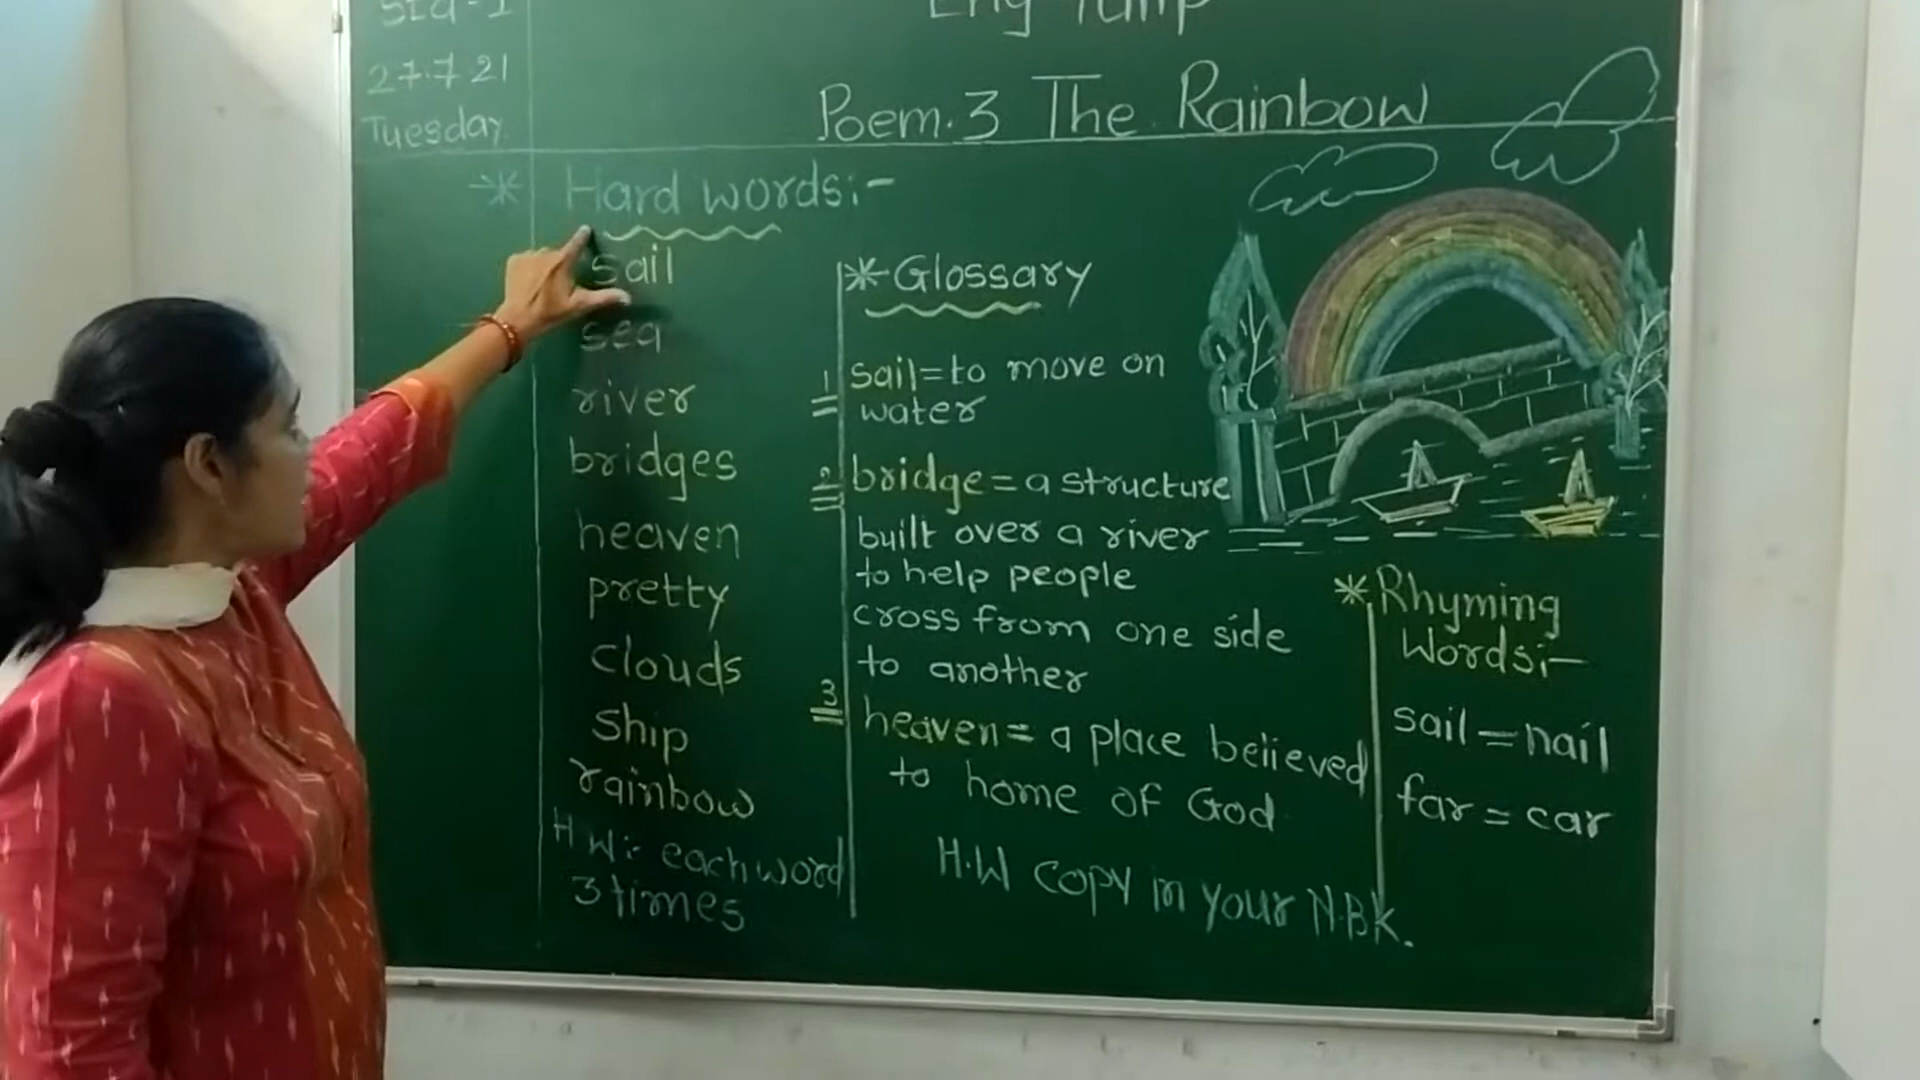 Std-1
Eng Tulip
27.7.21
Tuesday
Poem.3 The Rainbow
* Hard words:-
sail
sea
river
bridges
heaven
pretty
clouds
ship
rainbow
H.W:- each word
3 times
* Glossary
1 sail = to move on
water
2 bridge = a structure
built over a river
to help people
cross from one side
to another
3 heaven = a place believed
to home of God
H.W copy in your N.Bk.
* Rhyming
Words:-
sail = nail
far = car